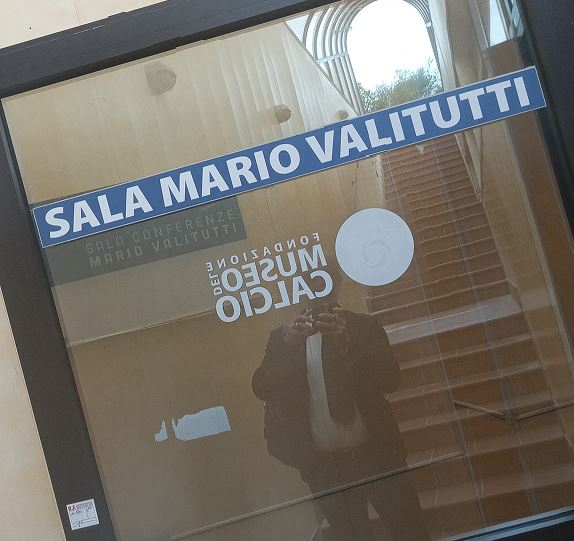 SALA MARIO VALITUTTI
SALA CONFERENZE
MARIO VALITUTTI
FONDAZIONE
MUSEO
DEL
CALCIO